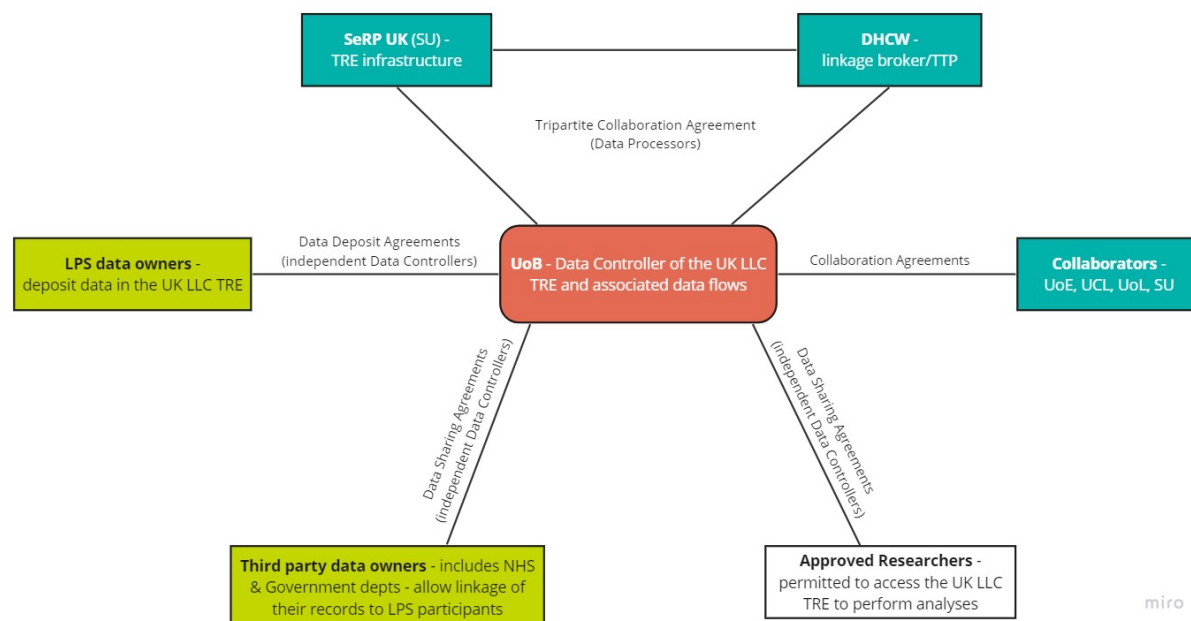 SeRP UK (SU) -
TRE infrastructure
DHCW -
linkage broker/TTP
Tripartite Collaboration Agreement
(Data Processors)
LPS data owners -
deposit data in the UK LLC TRE
Data Deposit Agreements
(independent Data Controllers)
UoB - Data Controller of the UK LLC
TRE and associated data flows
Collaboration Agreements
Collaborators -
UoE, UCL, UoL, SU
Data Sharing Agreements
(independent Data Controllers)
Data Sharing Agreements
(independent Data Controllers)
Third party data owners - includes NHS
& Government depts - allow linkage of
their records to LPS participants
Approved Researchers -
permitted to access the UK LLC
TRE to perform analyses
miro